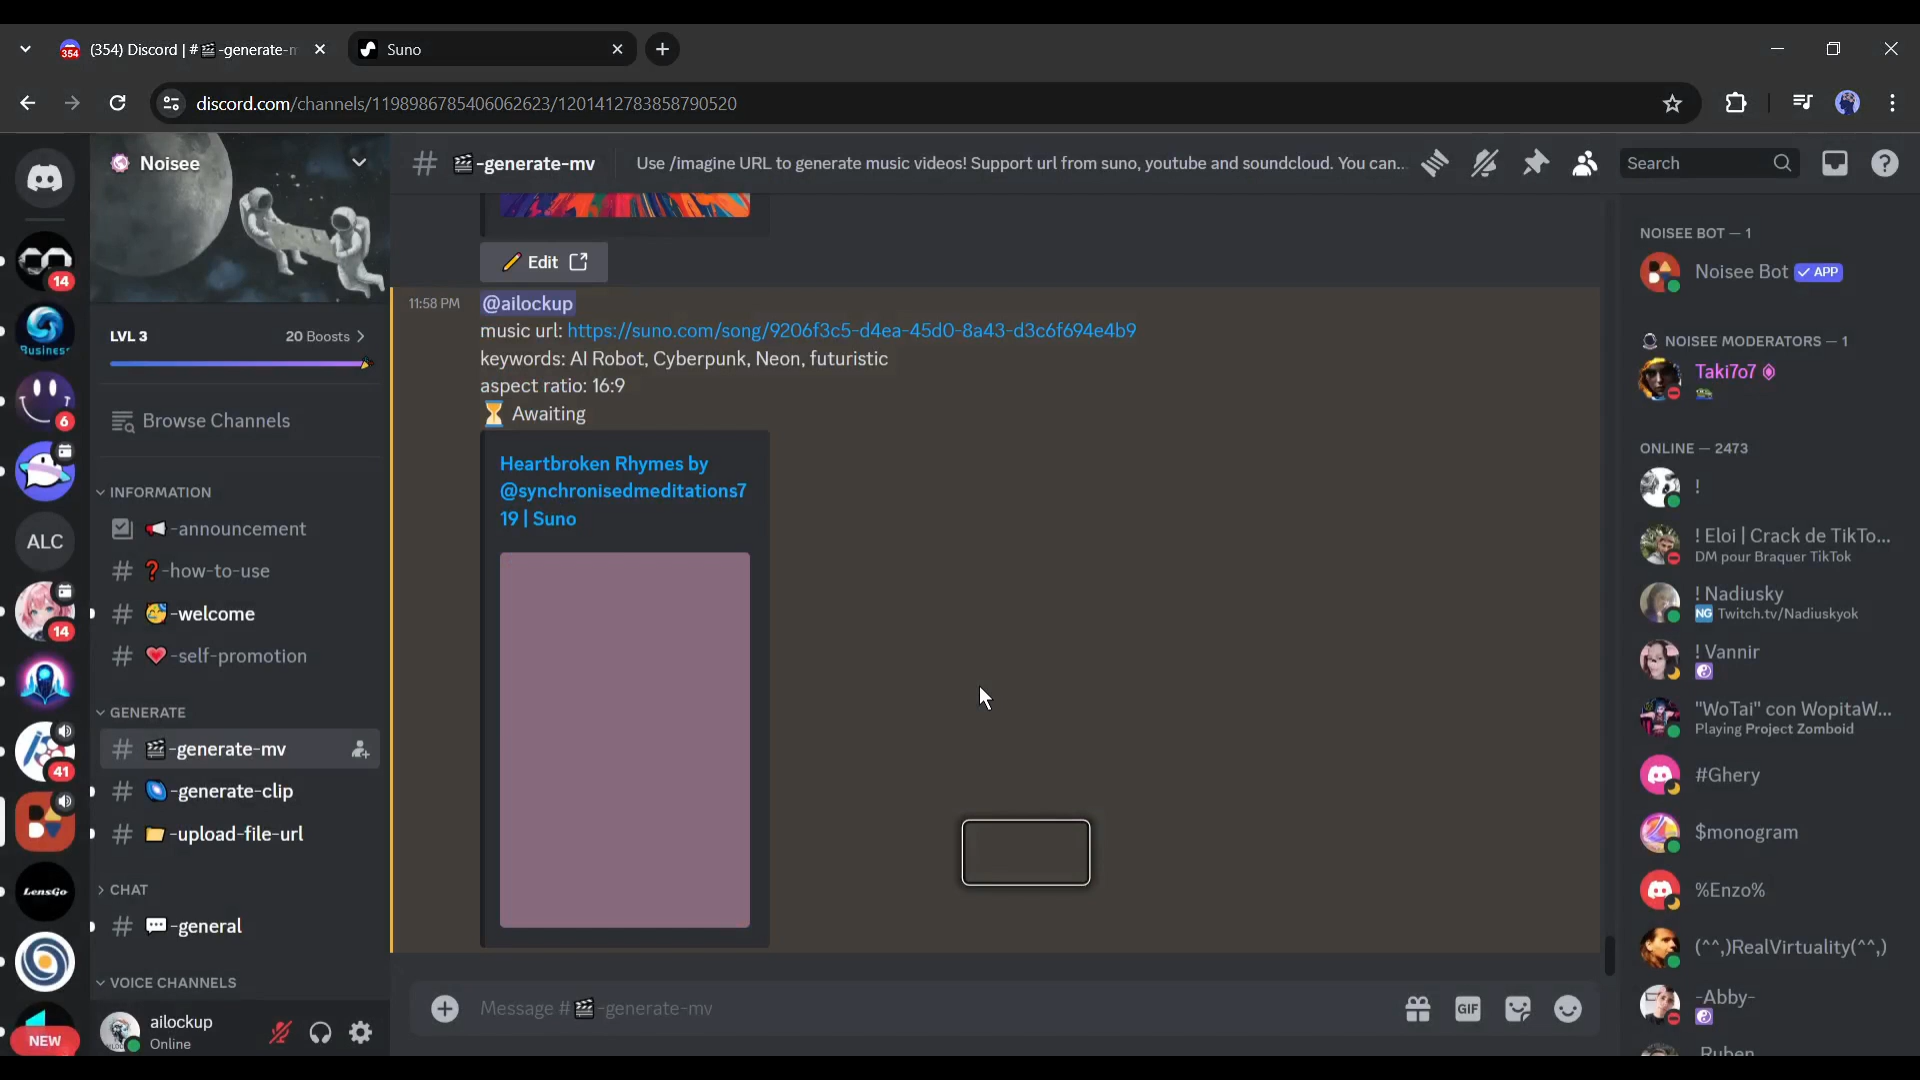 354
(354) Discord | #🎬-generate-m
Suno
discord.com/channels/1198986785406062623/1201412783858790520
Noisee
#🎬-generate-mv
Use /imagine URL to generate music videos! Support url from suno, youtube and soundcloud. You can...
Search
LVL 3
20 Boosts
Browse Channels
INFORMATION
📢-announcement
# ❓-how-to-use
# 🥳-welcome
# ❤️-self-promotion
GENERATE
# 🎬-generate-mv
# 🌌-generate-clip
# 📁-upload-file-url
CHAT
# 💬-general
VOICE CHANNELS
ailockup
Online
14
Business
6
ALC
14
41
LensGo
NEW
Edit
11:58 PM
@ailockup
music url: https://suno.com/song/9206f3c5-d4ea-45d0-8a43-d3c6f694e4b9
keywords: AI Robot, Cyberpunk, Neon, futuristic
aspect ratio: 16:9
⏳ Awaiting
Heartbroken Rhymes by
@synchronisedmeditations7
19 | Suno
Message #🎬-generate-mv
GIF
NOISEE BOT — 1
Noisee Bot ✓ APP
NOISEE MODERATORS — 1
Taki7o7
ONLINE — 2473
!
! Eloi | Crack de TikTo...
DM pour Braquer TikTok
! Nadiusky
NG Twitch.tv/Nadiuskyok
! Vannir
"WoTai" con WopitaW...
Playing Project Zomboid
#Ghery
$monogram
%Enzo%
(^^,)RealVirtuality(^^,)
-Abby-